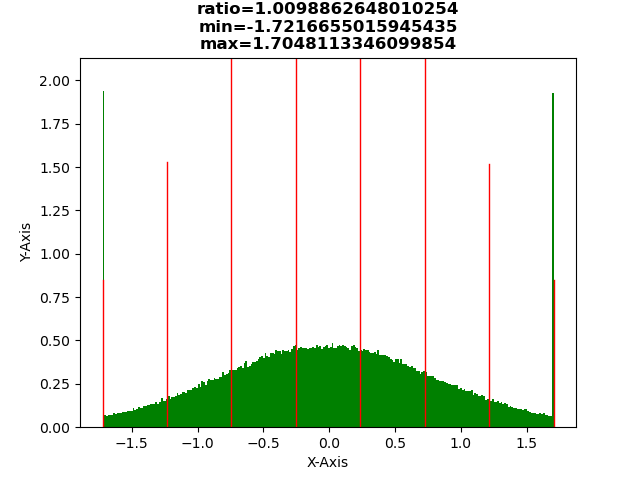 ratio=1.0098862648010254
min=-1.7216655015945435
max=1.7048113346099854
2.00
1.75
1.50
1.25
1.00
0.75
0.50
0.25
0.00
Y-Axis
−1.5 −1.0 −0.5 0.0 0.5 1.0 1.5
X-Axis